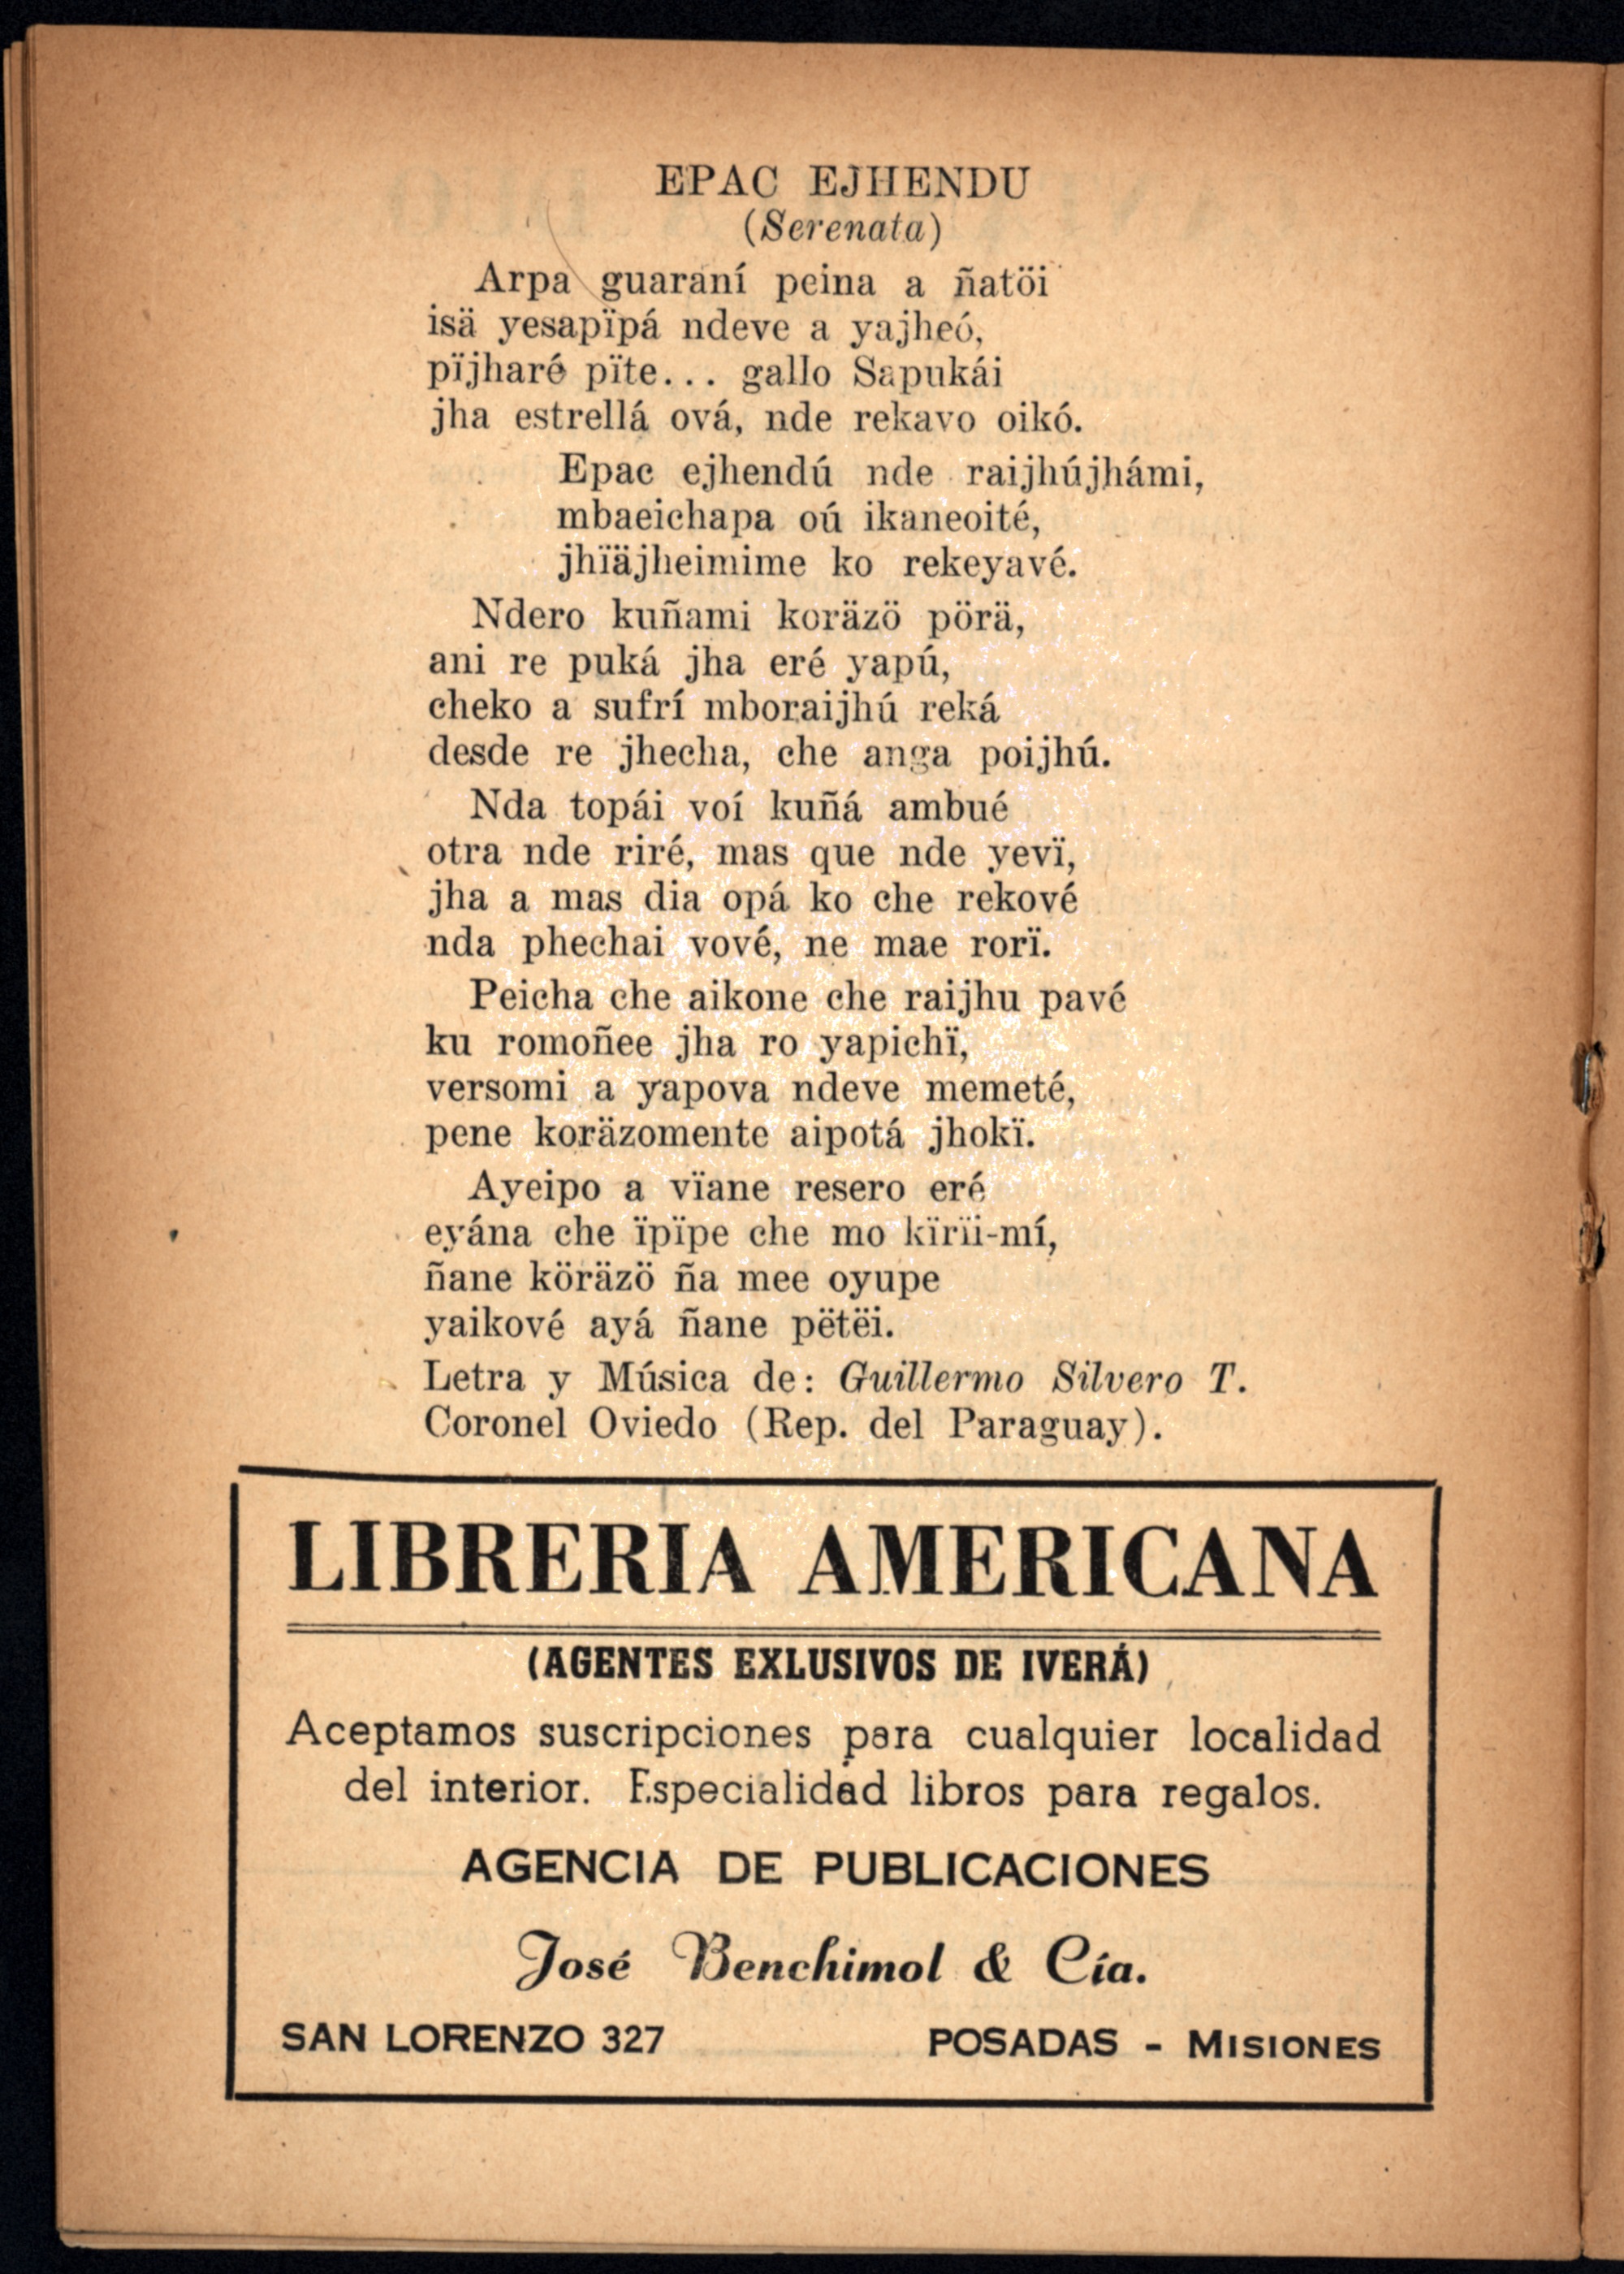 EPAC EJHENDU
(Serenata)
Arpa guaraní peina a ñatöi
isä yesapïpá ndeve a yajheó,
pïjharé pïte... gallo Sapukái
jha estrellá ová, nde rekavo oikó.
Epac ejhendú nde raijhújhámi,
mbaeichapa oú ikaneoité,
jhïäjheimime ko rekeyavé.
Ndero kuñami koräzö pörä,
ani re puká jha eré yapú,
cheko a sufrí mboraijhú reká
desde re jhecha, che anga poijhú.
Nda topái voí kuñá ambué
otra nde riré, mas que nde yevï,
jha a mas dia opá ko che rekové
nda phechai vové, ne mae rorï.
Peicha che aikone che raijhu pavé
ku romoñee jha ro yapichï,
versomi a yapova ndeve memeté,
pene koräzomente aipotá jhokï.
Ayeipo a vïane resero eré
eyána che ïpïpe che mo kïrïi-mí,
ñane köräzö ña mee oyupe
yaikové ayá ñane pëtëi.
Letra y Música de: Guillermo Silvero T.
Coronel Oviedo (Rep. del Paraguay).
LIBRERIA AMERICANA
(AGENTES EXLUSIVOS DE IVERÁ)
Aceptamos suscripciones para cualquier localidad
del interior. Especialidad libros para regalos.
AGENCIA DE PUBLICACIONES
José Benchimol & Cía.
SAN LORENZO 327 POSADAS - MISIONES